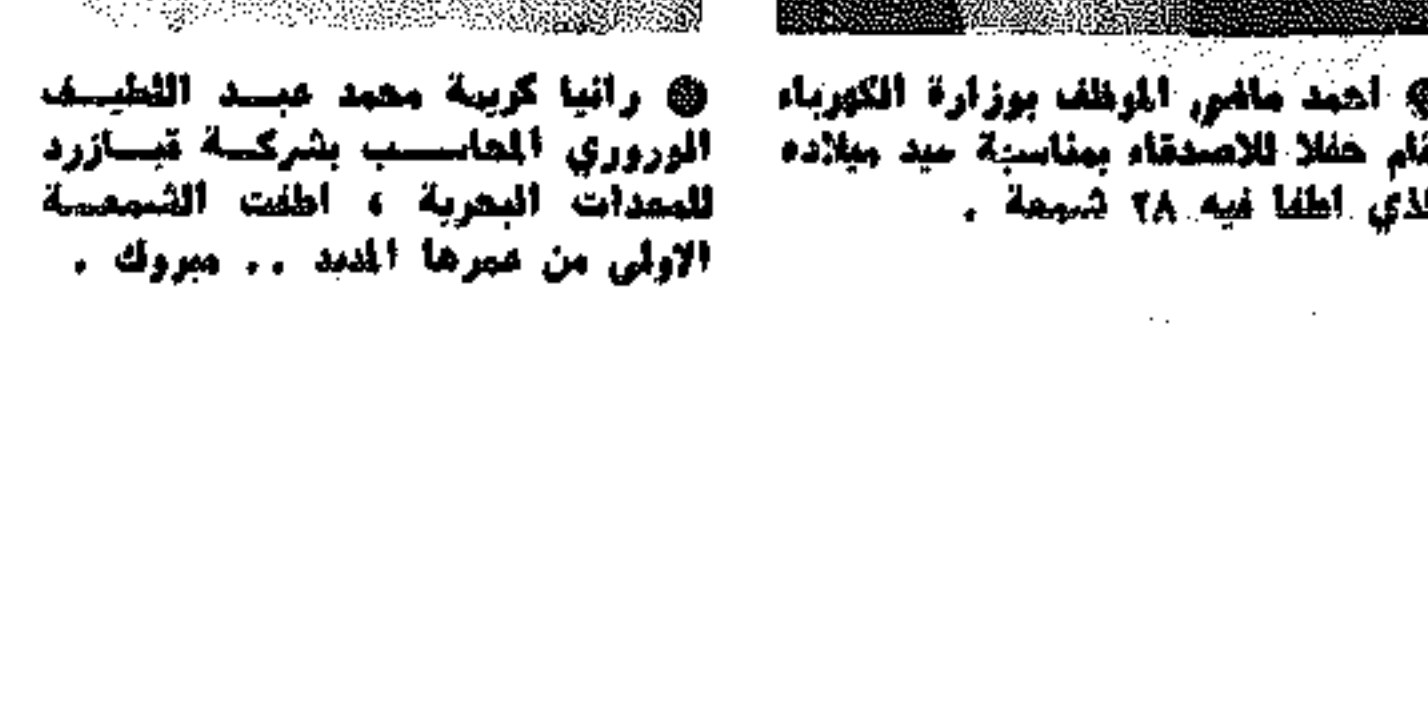 ● احمد ماضي الموظف بوزارة الكهرباء
قام حفلا للاصدقاء بمناسبة عيد ميلاده
لذي اطفا فيه ٢٨ شمعة .
● رانيا كريمة محمد عبد اللطيف
الوروري المحاسب بشركة قبازرد
للمعدات البحرية ، اطفت الشمعة
الاولى من عمرها المديد .. مبروك .